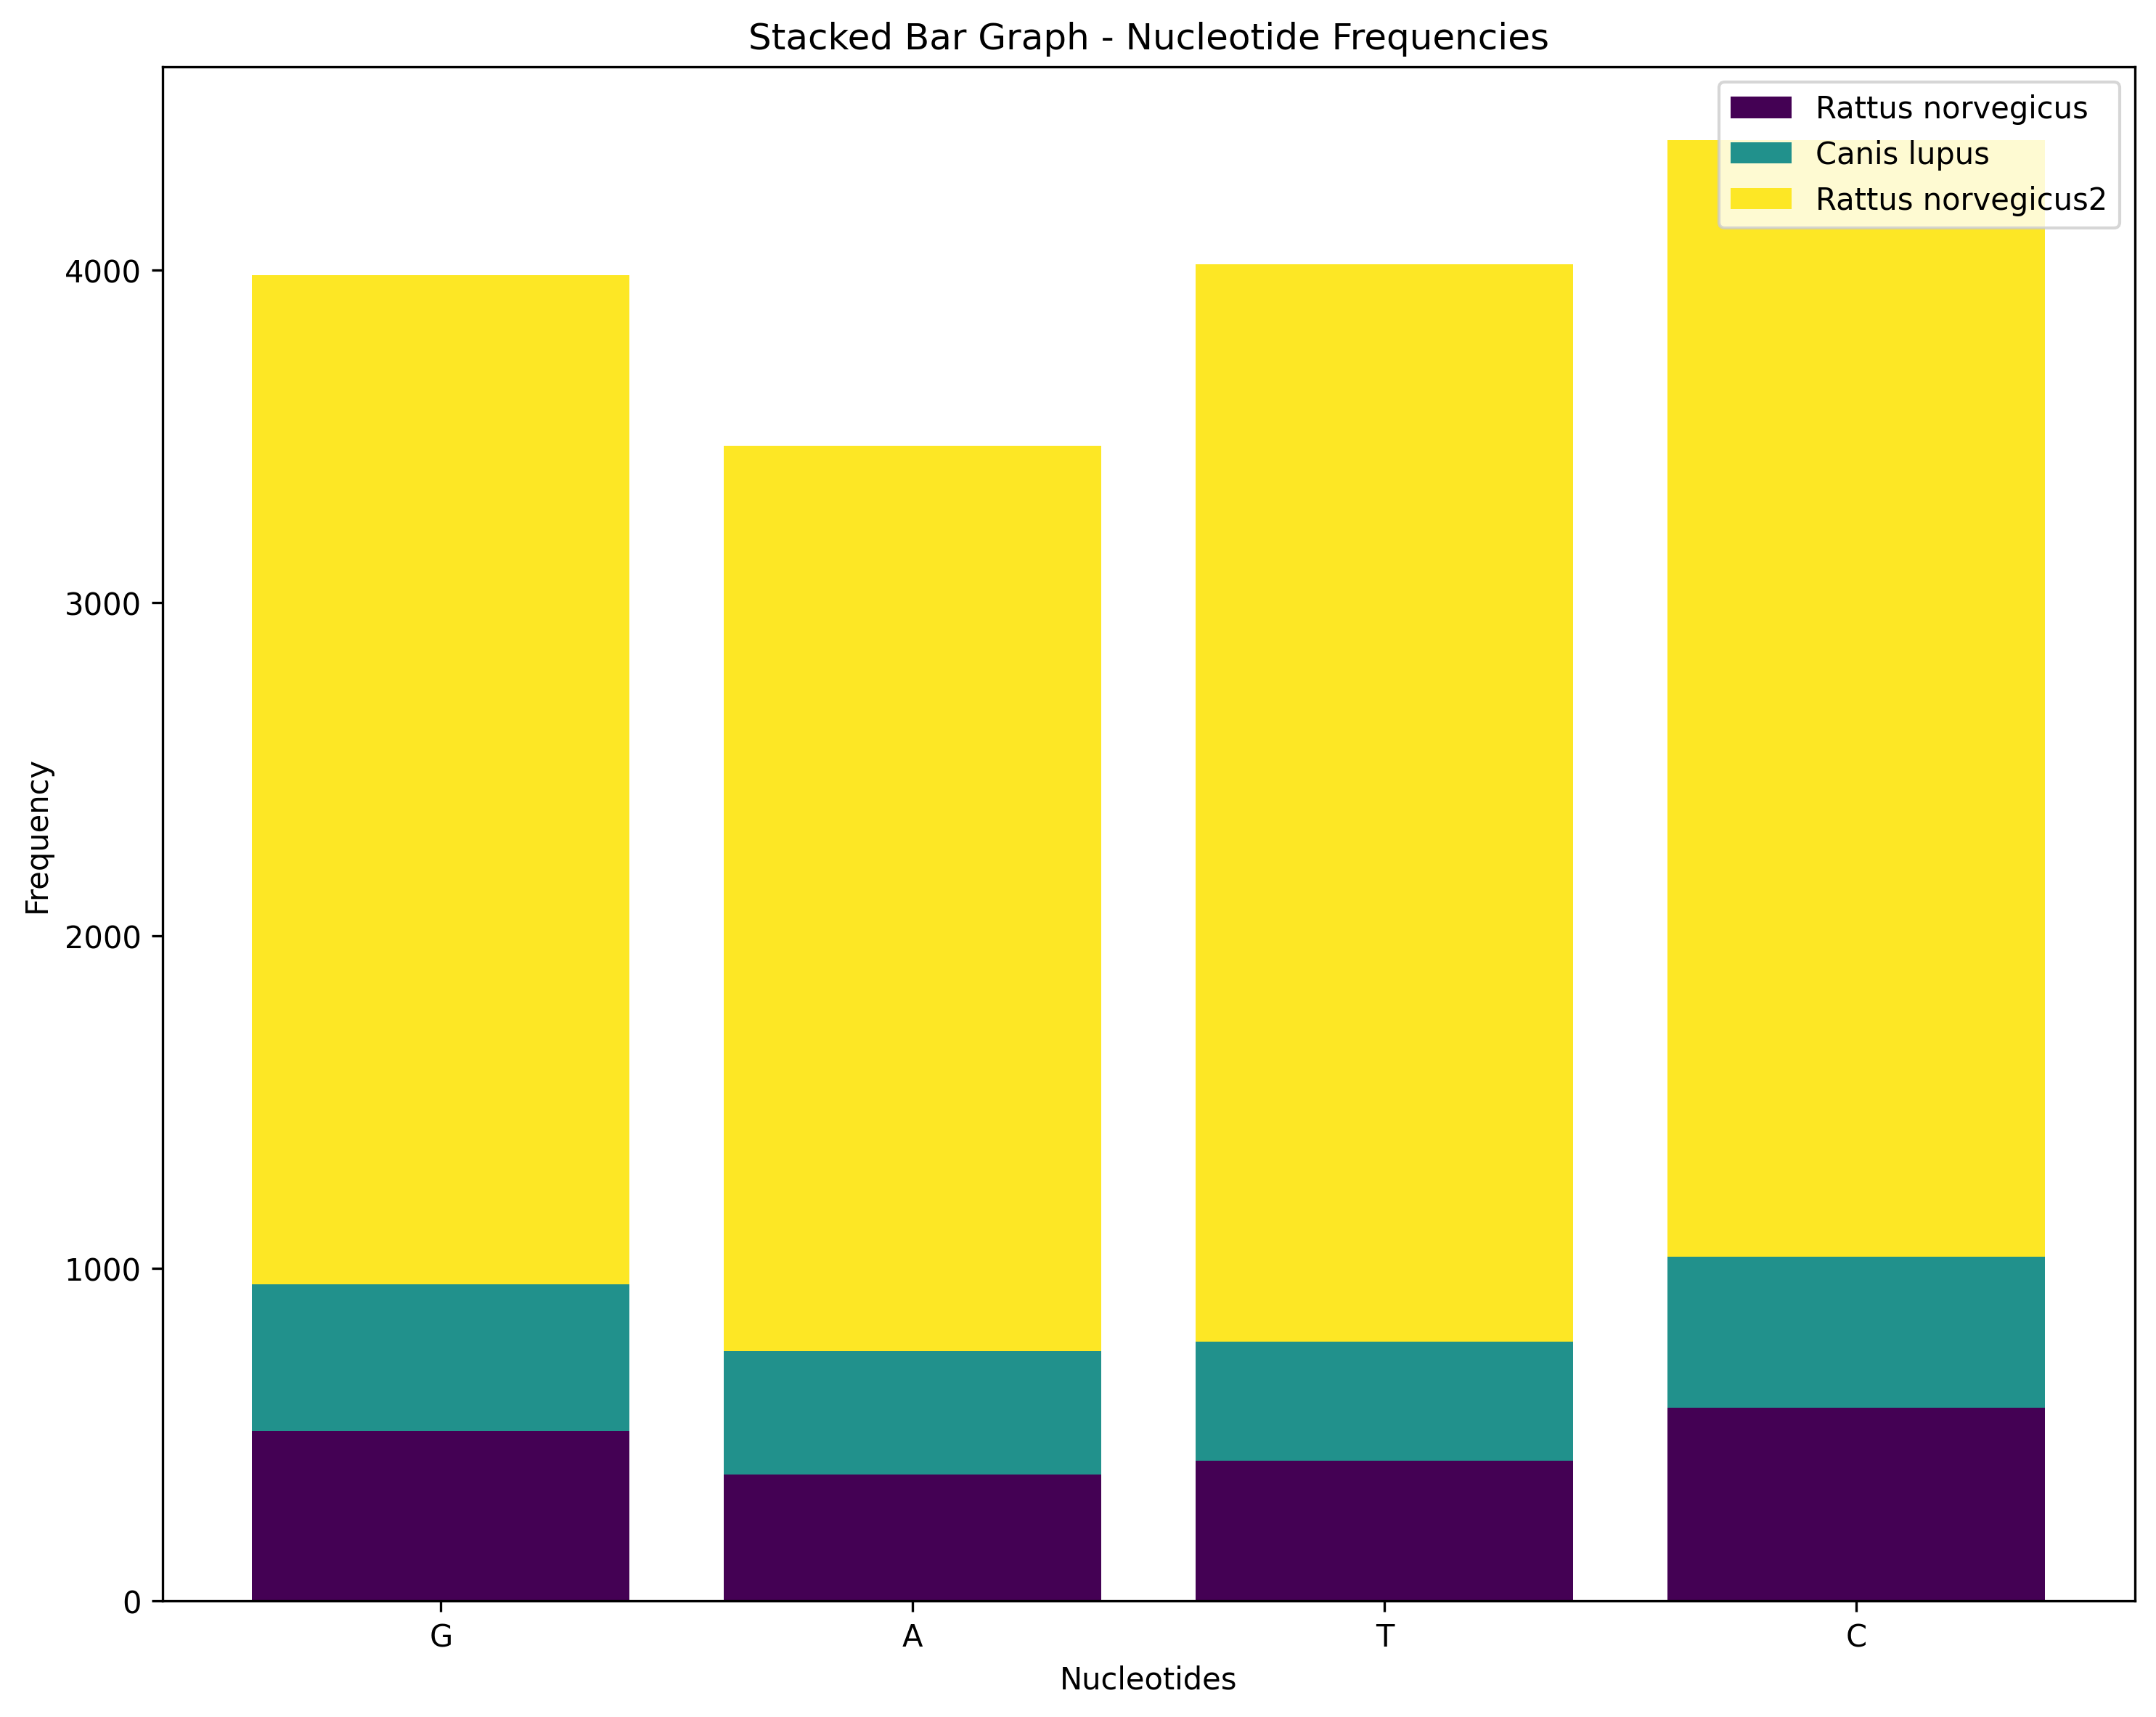 Stacked Bar Graph - Nucleotide Frequencies
Rattus norvegicus
Canis lupus
Rattus norvegicus2
Frequency
4000
3000
2000
1000
0
G A T C
Nucleotides